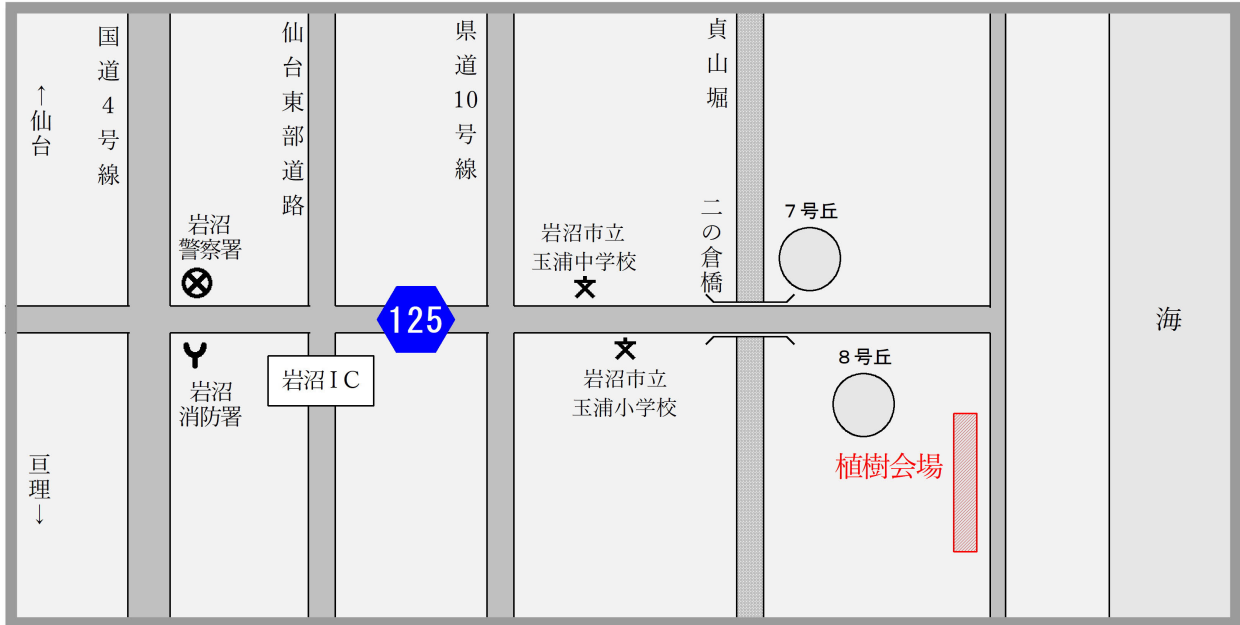 国道4号線
仙台東部道路
県道10号線
貞山堀
↑仙台
岩沼
警察署
岩沼市立
玉浦中学校
二の倉橋
7号丘
125
海
岩沼IC
岩沼
消防署
岩沼市立
玉浦小学校
8号丘
植樹会場
亘理↓